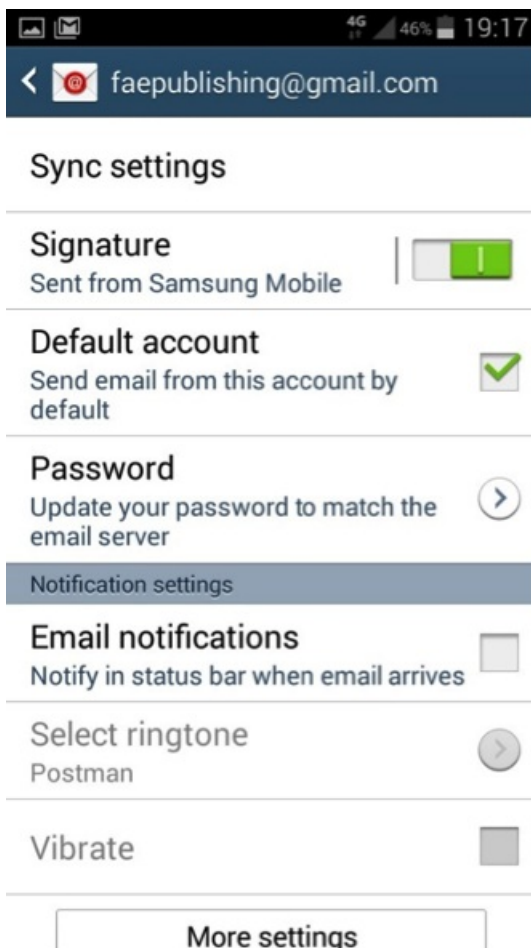 4G 46% 19:17
faepublishing@gmail.com
Sync settings
Signature
Sent from Samsung Mobile
Default account
Send email from this account by
default
Password
Update your password to match the
email server
Notification settings
Email notifications
Notify in status bar when email arrives
Select ringtone
Postman
Vibrate
More settings